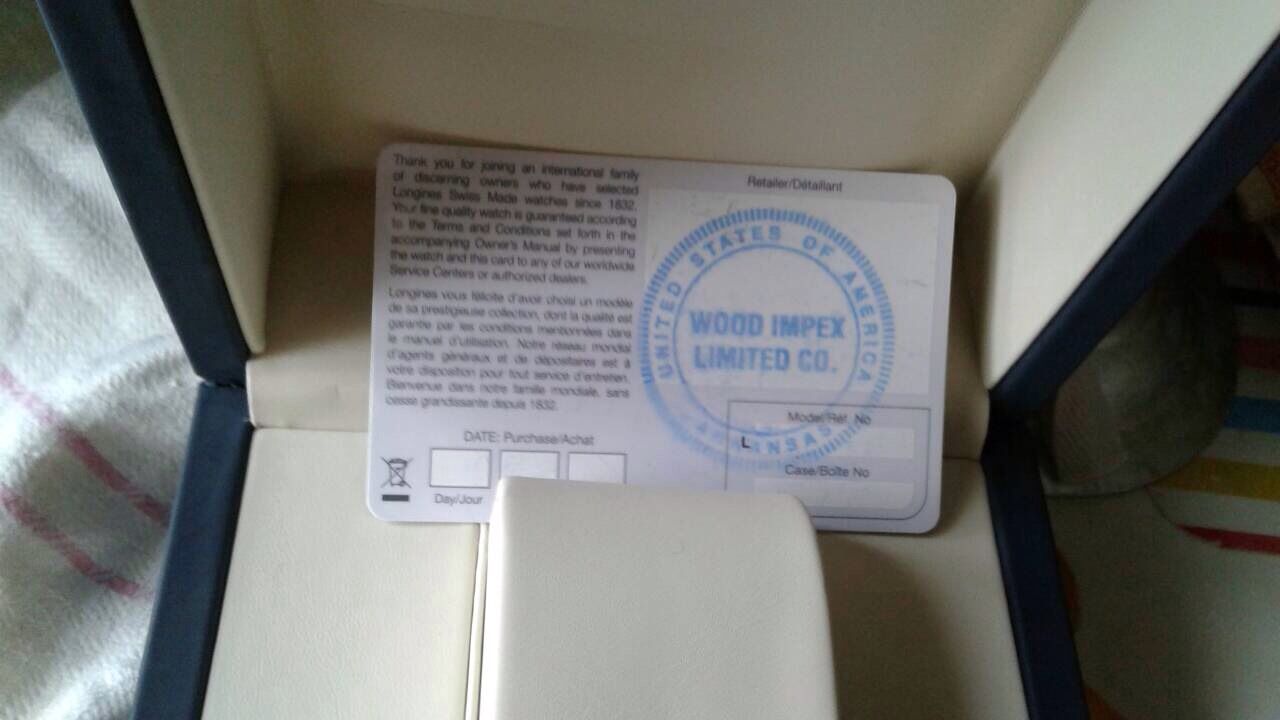 Thank you for joining an international family
of discerning owners who have selected
Longines Swiss Made watches since 1832.
Your fine quality watch is guaranteed according
to the Terms and Conditions set forth in the
accompanying Owner's Manual by presenting
the watch and this card to any of our worldwide
Service Centers or authorized dealers.
Longines vous félicite d'avoir choisi un modèle
de sa prestigieuse collection, dont la qualité est
garantie par les conditions mentionnées dans
le manuel d'utilisation. Notre réseau mondial
d'agents généraux et de dépositaires est à
votre disposition pour tout service d'entretien.
Bienvenue dans notre famille mondiale, sans
cesse grandissante depuis 1832.
DATE: Purchase/Achat
Day/Jour
Retailer/Détaillant
UNITED STATES OF AMERICA
WOOD IMPEX
LIMITED CO.
Model/Réf. No
L
Case/Boîte No